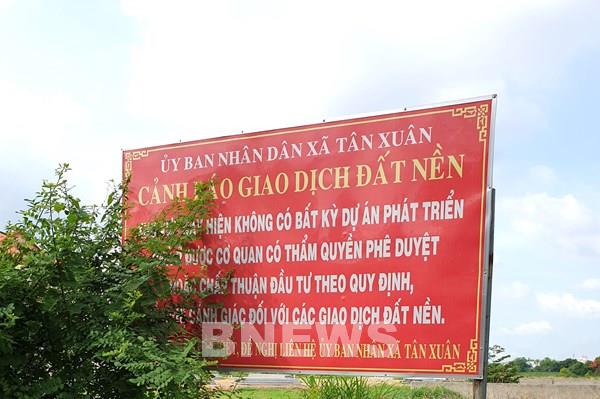 ỦY BAN NHÂN DÂN XÃ TÂN XUÂN
CẢNH BÁO GIAO DỊCH ĐẤT NỀN
HIỆN KHÔNG CÓ BẤT KỲ DỰ ÁN PHÁT TRIỂN
ĐƯỢC CƠ QUAN CÓ THẨM QUYỀN PHÊ DUYỆT
HOẶC CHẤP THUẬN ĐẦU TƯ THEO QUY ĐỊNH,
CẢNH GIÁC ĐỐI VỚI CÁC GIAO DỊCH ĐẤT NỀN.
ĐỀ NGHỊ LIÊN HỆ ỦY BAN NHÂN XÃ TÂN XUÂN
BNEWS